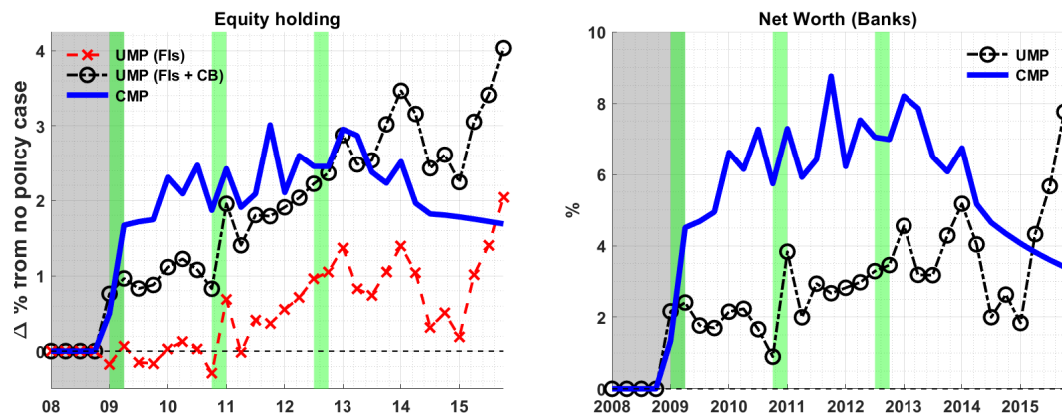 Equity holding
Δ % from no policy case
UMP (FIs)
UMP (FIs + CB)
CMP
4
3
2
1
0
08 09 10 11 12 13 14 15
Net Worth (Banks)
%
UMP
CMP
10
8
6
4
2
0
2008 2009 2010 2011 2012 2013 2014 2015